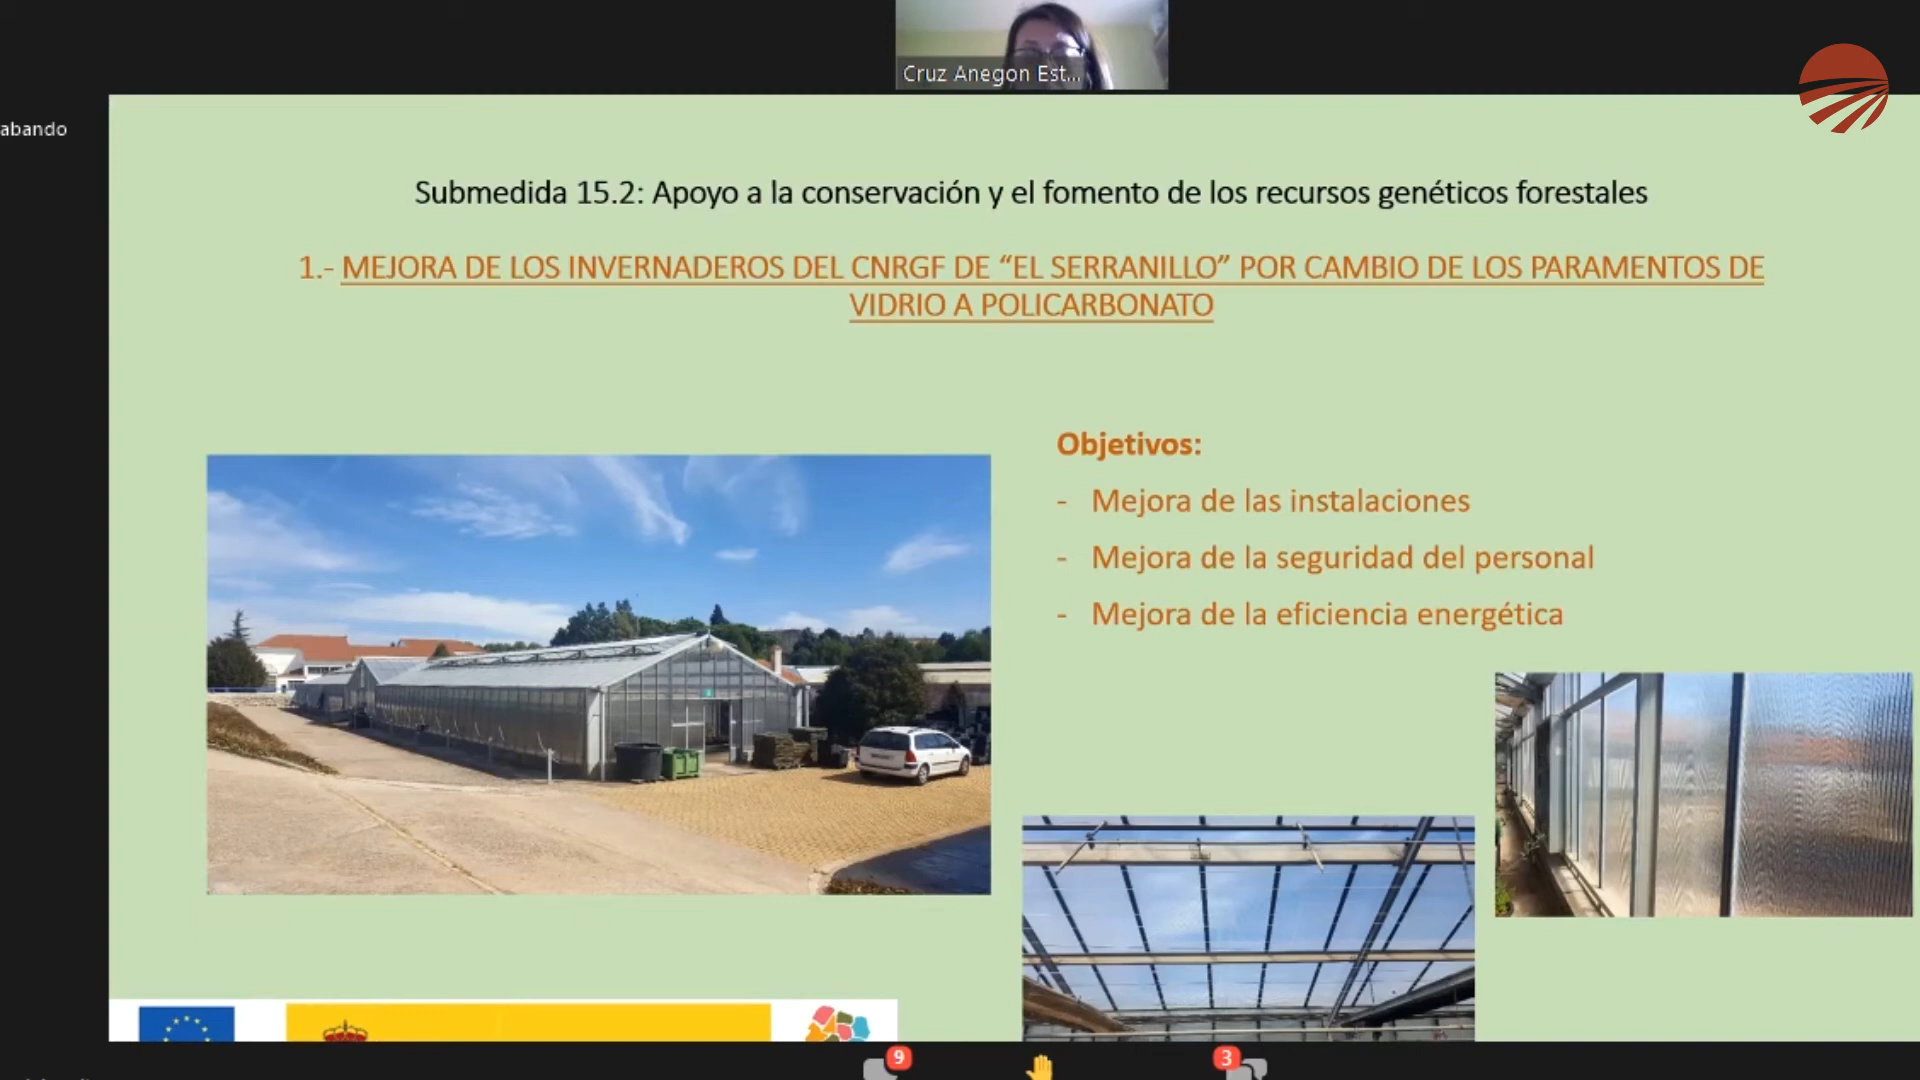 Cruz Anegon Est...
abando
Submedida 15.2: Apoyo a la conservación y el fomento de los recursos genéticos forestales
1.- MEJORA DE LOS INVERNADEROS DEL CNRGF DE “EL SERRANILLO” POR CAMBIO DE LOS PARAMENTOS DE
VIDRIO A POLICARBONATO
Objetivos:
- Mejora de las instalaciones
- Mejora de la seguridad del personal
- Mejora de la eficiencia energética
9
3